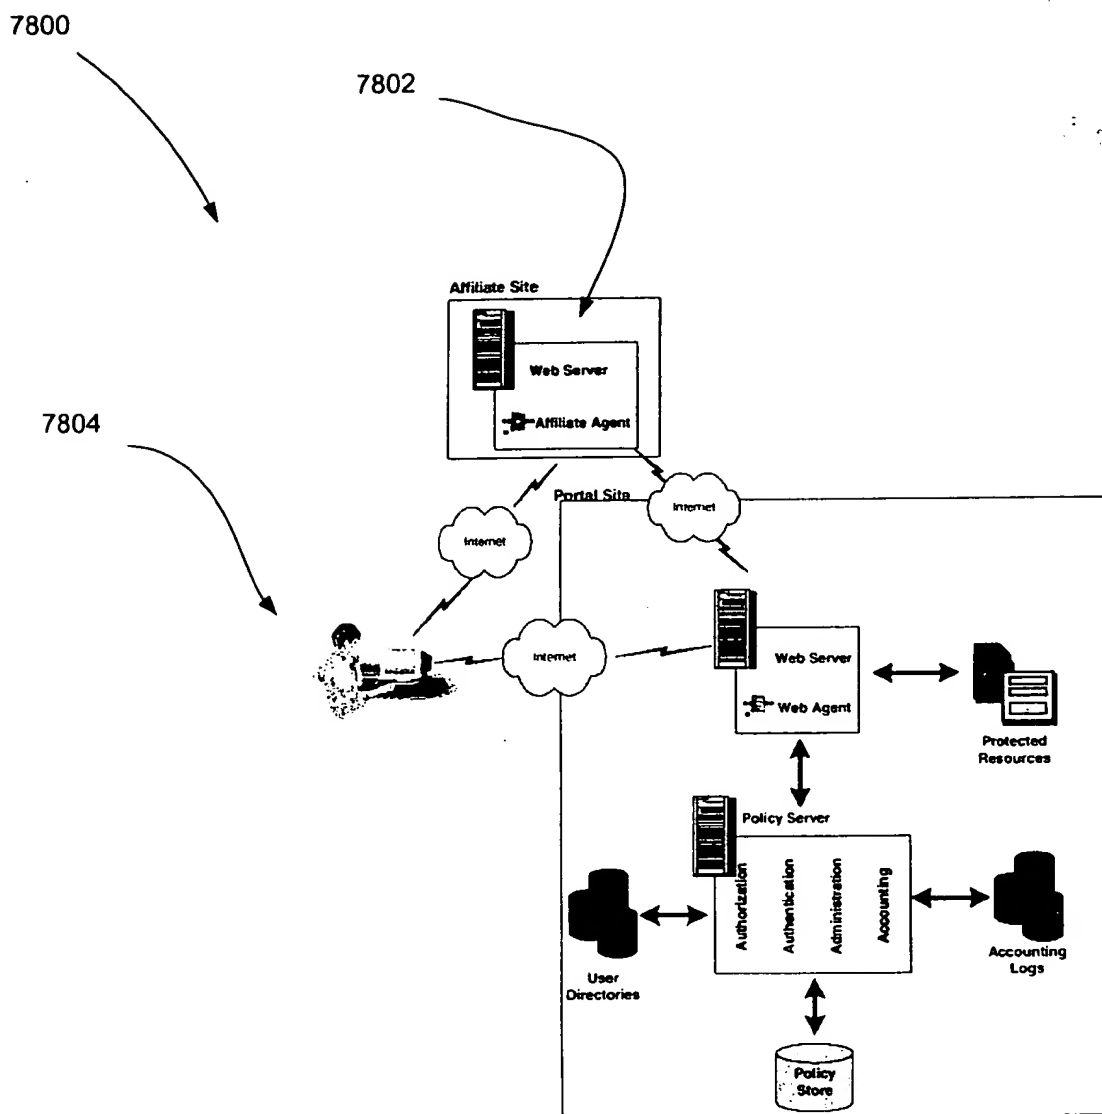 7800
7802
Affiliate Site
Web Server
Affiliate Agent
7804
Portal Site
Internet
Internet
Internet
Web Server
Web Agent
Protected
Resources
Policy Server
Authorization
Authentication
Administration
Accounting
User
Directories
Accounting
Logs
Policy
Store